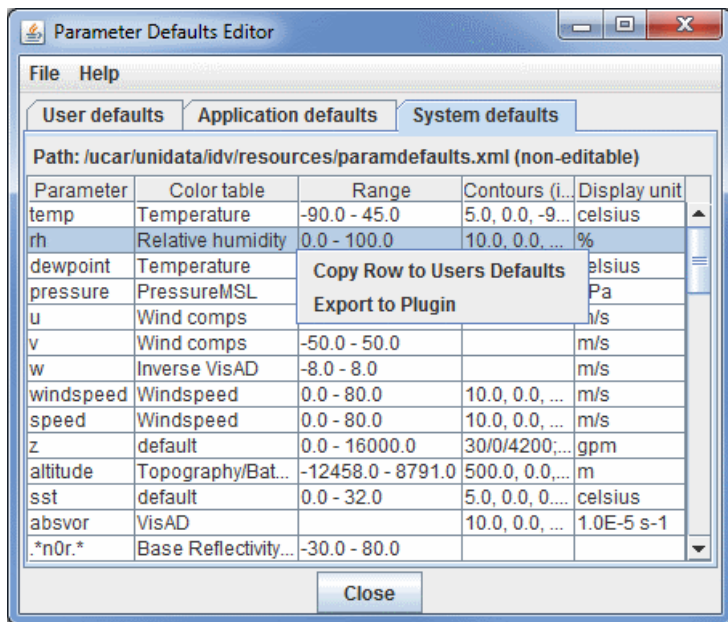 Parameter Defaults Editor
File Help
User defaults Application defaults System defaults
Path: /ucar/unidata/idv/resources/paramdefaults.xml (non-editable)
Parameter Color table Range Contours (i... Display unit
temp Temperature -90.0 - 45.0 5.0, 0.0, -9... celsius
rh Relative humidity 0.0 - 100.0 10.0, 0.0, ... %
dewpoint Temperature elsius
Copy Row to Users Defaults
pressure PressureMSL Pa
Export to Plugin
u Wind comps m/s
v Wind comps -50.0 - 50.0 m/s
w Inverse VisAD -8.0 - 8.0 m/s
windspeed Windspeed 0.0 - 80.0 10.0, 0.0, ... m/s
speed Windspeed 0.0 - 80.0 10.0, 0.0, ... m/s
z default 0.0 - 16000.0 30/0/4200;... gpm
altitude Topography/Bat... -12458.0 - 8791.0 500.0, 0.0,... m
sst default 0.0 - 32.0 5.0, 0.0, 0.... celsius
absvor VisAD 10.0, 0.0, ... 1.0E-5 s-1
.*n0r.* Base Reflectivity... -30.0 - 80.0
Close